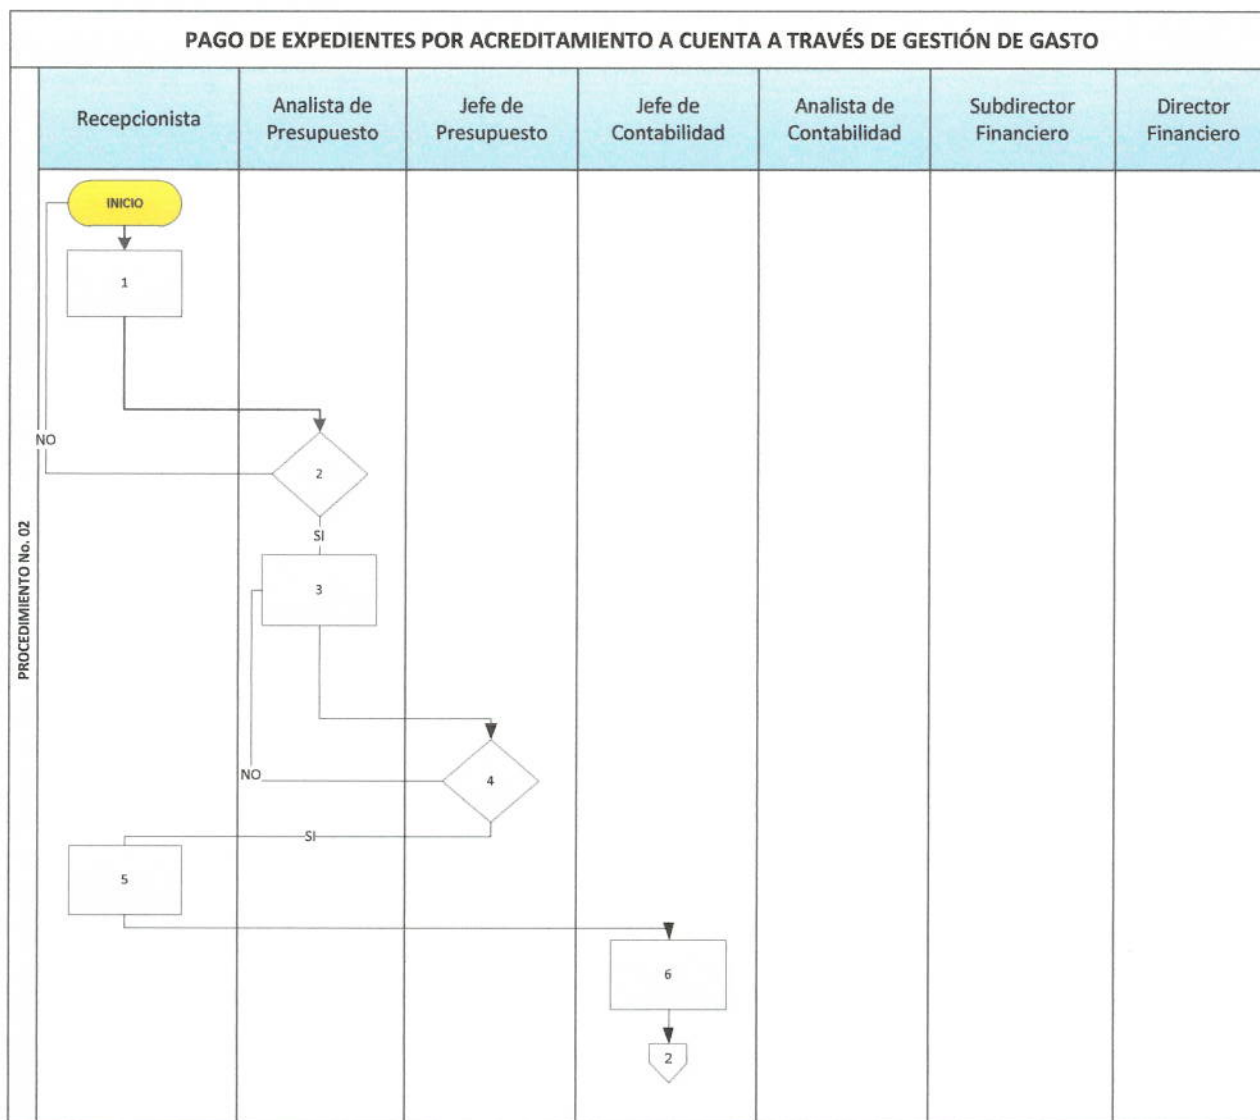 PAGO DE EXPEDIENTES POR ACREDITAMIENTO A CUENTA A TRAVÉS DE GESTIÓN DE GASTO
Recepcionista
Analista de
Presupuesto
Jefe de
Presupuesto
Jefe de
Contabilidad
Analista de
Contabilidad
Subdirector
Financiero
Director
Financiero
PROCEDIMIENTO No. 02
INICIO
1
NO
2
SI
3
NO
4
SI
5
6
2